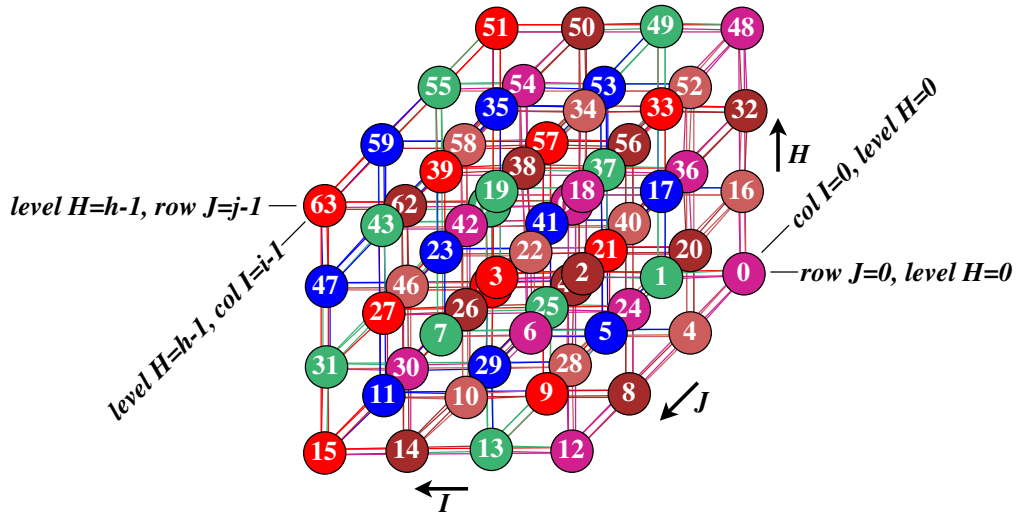 51 50 49 48
55 54 53 52
35 34 33 32
59 58 57 56
H
col I=0, level H=0
39 38 37 36
19 18 17 16
level H=h-1, row J=j-1
63 62
43 42 41 40
23 22 21 20
3 2 1 0
row J=0, level H=0
47 46
level H=h-1, col I=i-1
27 26 25 24
7 6 5 4
31 30 29 28
11 10 9 8
J
15 14 13 12
I